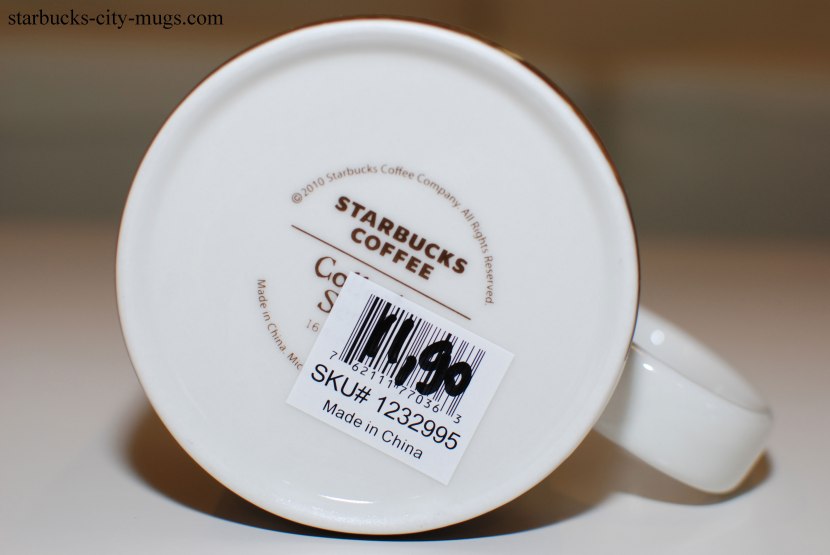 starbucks-city-mugs.com
©2010 Starbucks Coffee Company. All Rights Reserved.
STARBUCKS
COFFEE
16
Made in China.
11,90
7 62111 77036 3
SKU# 1232995
Made in China